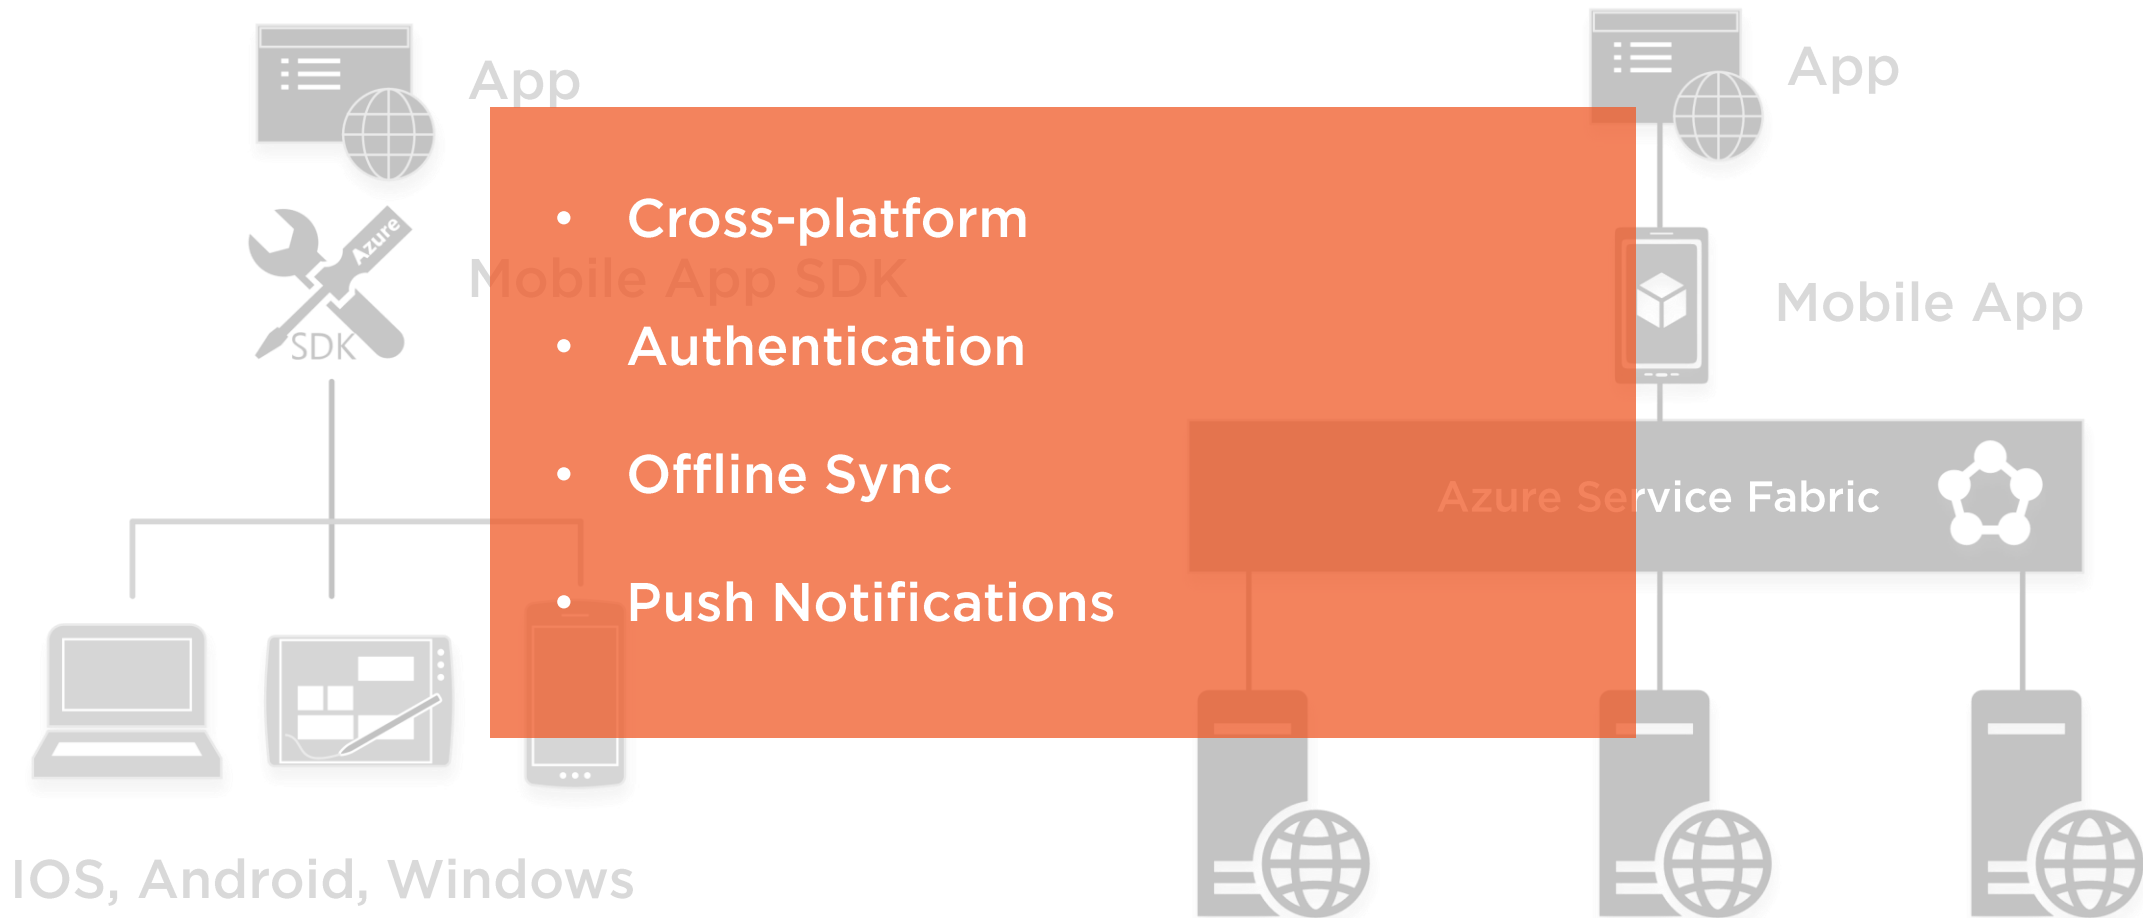 App
App
• Cross-platform
Azure
Mobile App SDK
Mobile App
• Authentication
SDK
• Offline Sync
Azure Service Fabric
• Push Notifications
IOS, Android, Windows